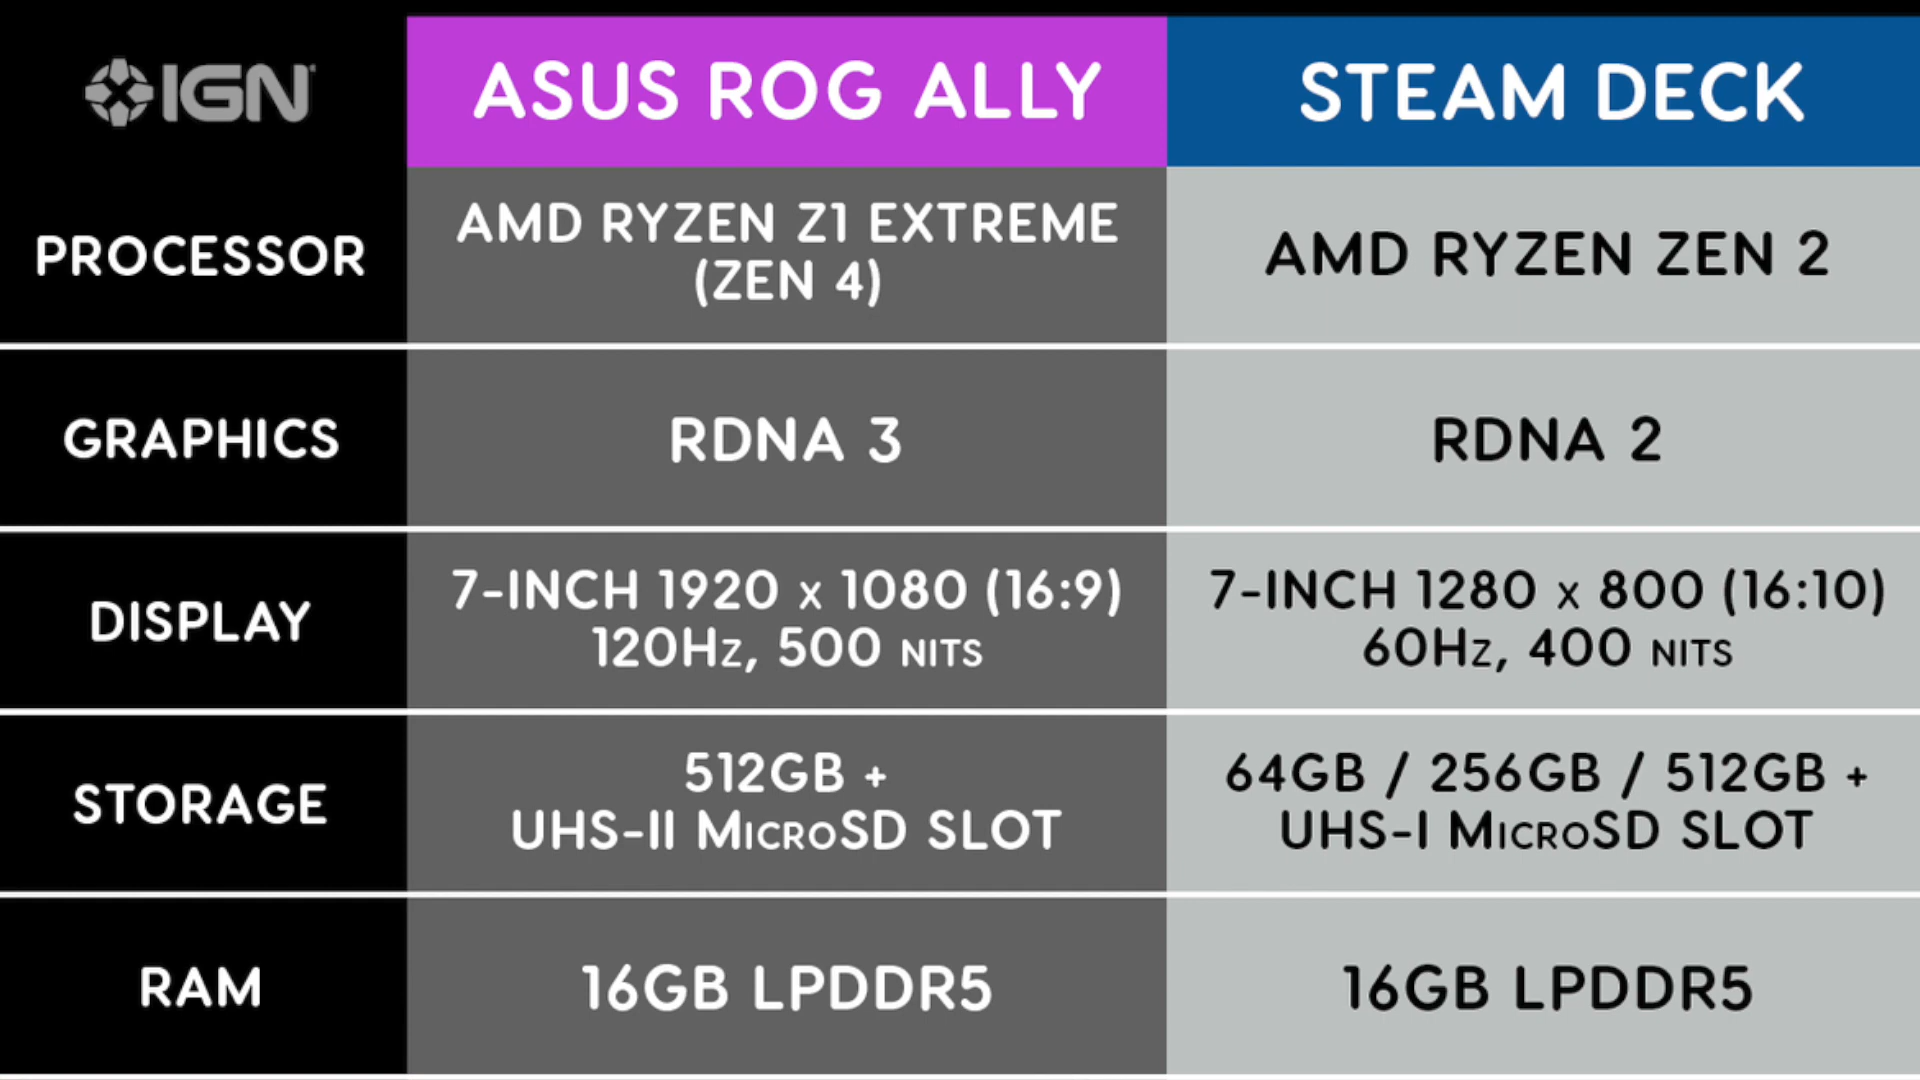 IGN
ASUS ROG ALLY
STEAM DECK
PROCESSOR
AMD RYZEN Z1 EXTREME
(ZEN 4)
AMD RYZEN ZEN 2
GRAPHICS
RDNA 3
RDNA 2
DISPLAY
7-INCH 1920 x 1080 (16:9)
120Hz, 500 NITS
7-INCH 1280 x 800 (16:10)
60Hz, 400 NITS
STORAGE
512GB +
UHS-II MICROSD SLOT
64GB / 256GB / 512GB +
UHS-I MICROSD SLOT
RAM
16GB LPDDR5
16GB LPDDR5